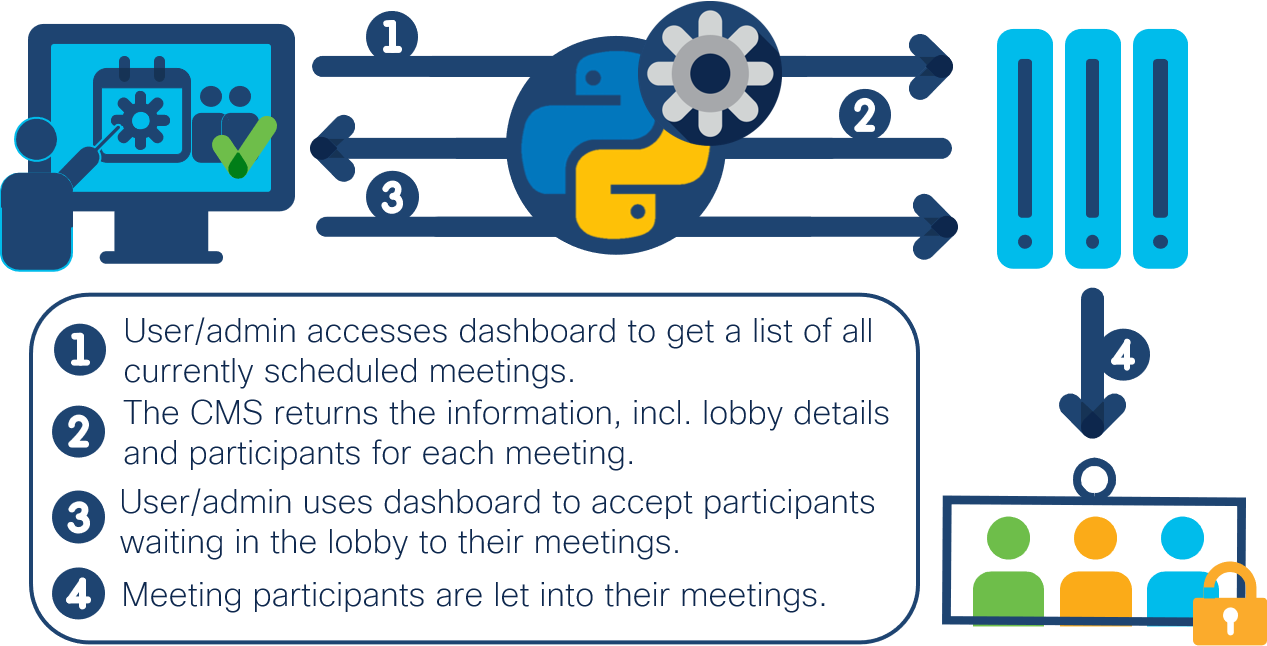 1
2
3
4
1 User/admin accesses dashboard to get a list of all
currently scheduled meetings.
2 The CMS returns the information, incl. lobby details
and participants for each meeting.
3 User/admin uses dashboard to accept participants
waiting in the lobby to their meetings.
4 Meeting participants are let into their meetings.